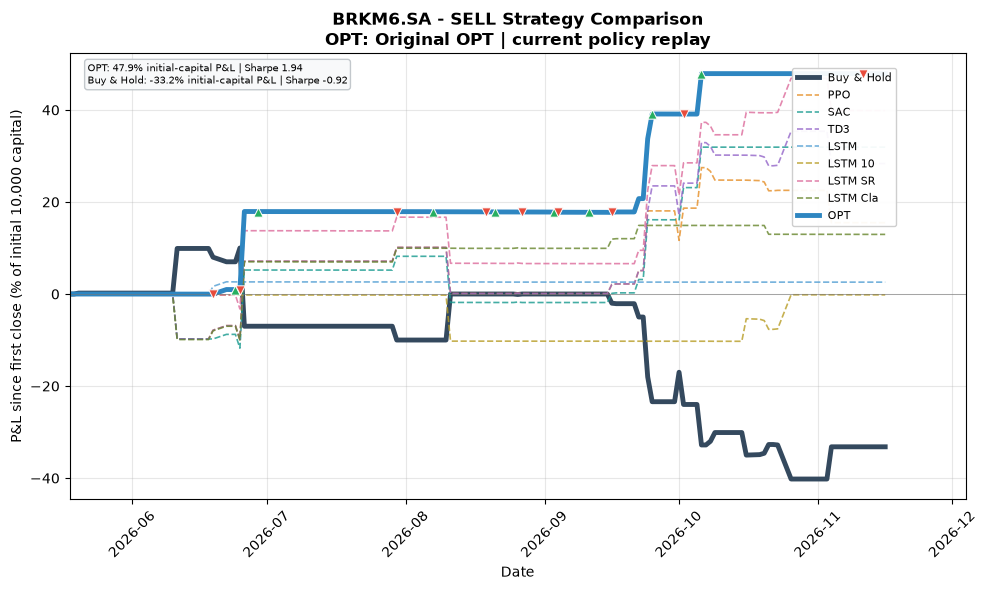 BRKM6.SA - SELL Strategy Comparison
OPT: Original OPT | current policy replay
OPT: 47.9% initial-capital P&L | Sharpe 1.94
Buy & Hold: -33.2% initial-capital P&L | Sharpe -0.92
Buy & Hold
PPO
SAC
TD3
LSTM
LSTM 10
LSTM SR
LSTM Cla
OPT
P&L since first close (% of initial 10,000 capital)
40
20
0
−20
−40
2026-06
2026-07
2026-08
2026-09
2026-10
2026-11
2026-12
Date